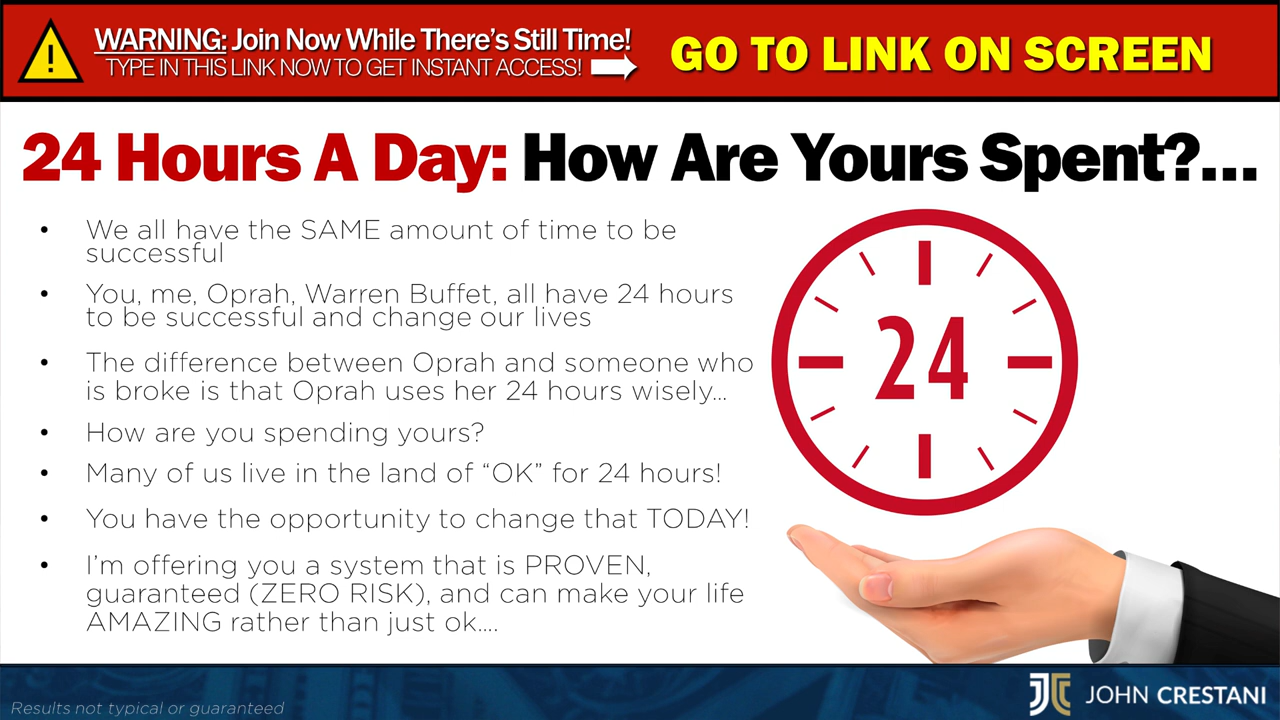 WARNING: Join Now While There's Still Time!
TYPE IN THIS LINK NOW TO GET INSTANT ACCESS!
GO TO LINK ON SCREEN
24 Hours A Day: How Are Yours Spent?...
• We all have the SAME amount of time to be
successful
• You, me, Oprah, Warren Buffet, all have 24 hours
to be successful and change our lives
• The difference between Oprah and someone who
is broke is that Oprah uses her 24 hours wisely...
• How are you spending yours?
• Many of us live in the land of “OK” for 24 hours!
• You have the opportunity to change that TODAY!
• I'm offering you a system that is PROVEN,
guaranteed (ZERO RISK), and can make your life
AMAZING rather than just ok....
24
Results not typical or guaranteed
JC JOHN CRESTANI